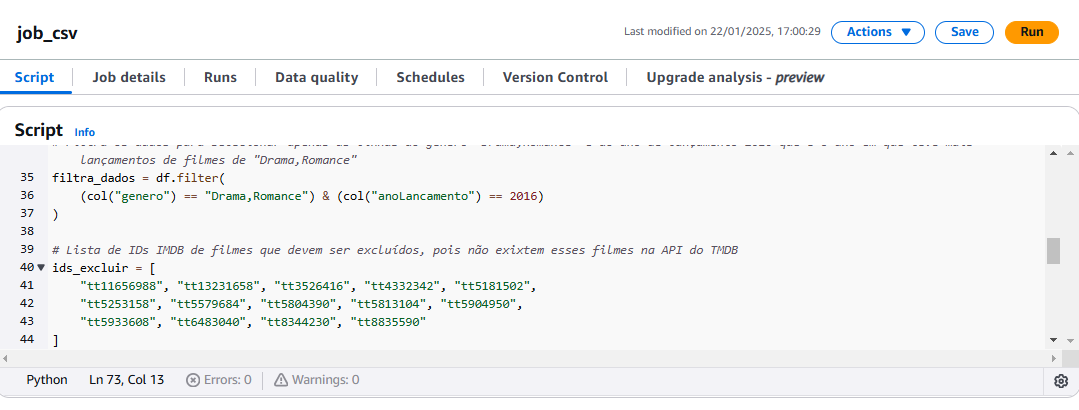 job_csv
Last modified on 22/01/2025, 17:00:29
Actions
Save
Run
Script
Job details
Runs
Data quality
Schedules
Version Control
Upgrade analysis - preview
Script Info
lançamentos de filmes de "Drama,Romance"
35 filtra_dados = df.filter(
36 (col("genero") == "Drama,Romance") & (col("anoLancamento") == 2016)
37 )
38
39 # Lista de IDs IMDB de filmes que devem ser excluídos, pois não exixtem esses filmes na API do TMDB
40 ids_excluir = [
41 "tt11656988", "tt13231658", "tt3526416", "tt4332342", "tt5181502",
42 "tt5253158", "tt5579684", "tt5804390", "tt5813104", "tt5904950",
43 "tt5933608", "tt6483040", "tt8344230", "tt8835590"
44 ]
Python Ln 73, Col 13 Errors: 0 Warnings: 0